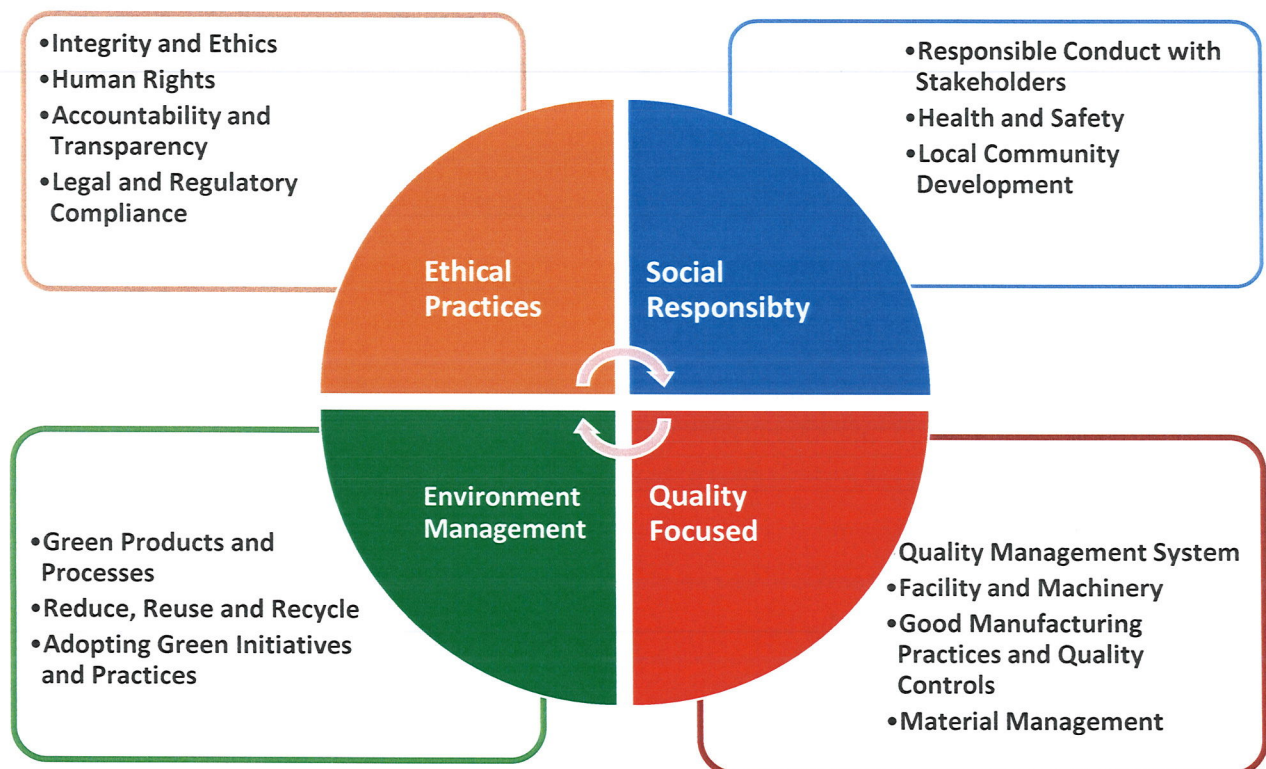 •Integrity and Ethics
•Human Rights
•Accountability and
Transparency
•Legal and Regulatory
Compliance
•Responsible Conduct with
Stakeholders
•Health and Safety
•Local Community
Development
Ethical
Practices
Social
Responsibty
Environment
Management
Quality
Focused
•Green Products and
Processes
•Reduce, Reuse and Recycle
•Adopting Green Initiatives
and Practices
Quality Management System
•Facility and Machinery
•Good Manufacturing
Practices and Quality
Controls
•Material Management